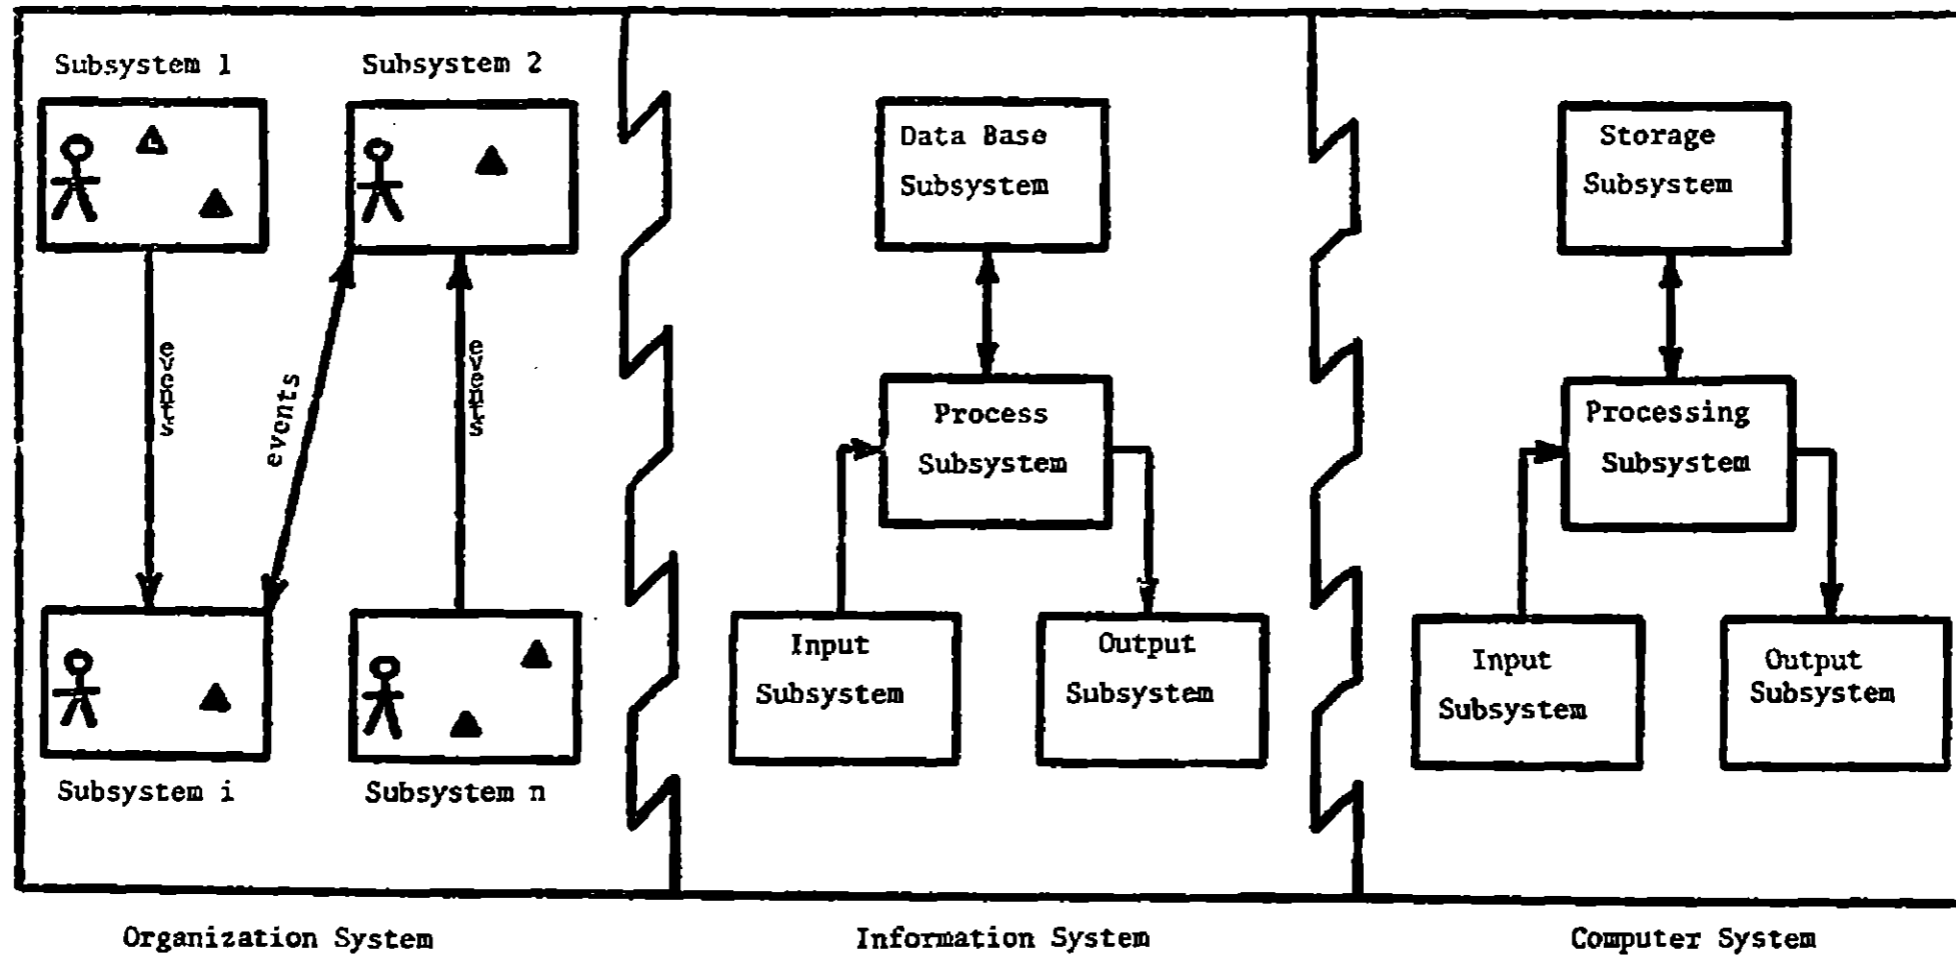 Subsystem 1
Subsystem 2
events
events
events
Subsystem i
Subsystem n
Organization System
Data Base
Subsystem
Process
Subsystem
Input
Subsystem
Output
Subsystem
Information System
Storage
Subsystem
Processing
Subsystem
Input
Subsystem
Output
Subsystem
Computer System